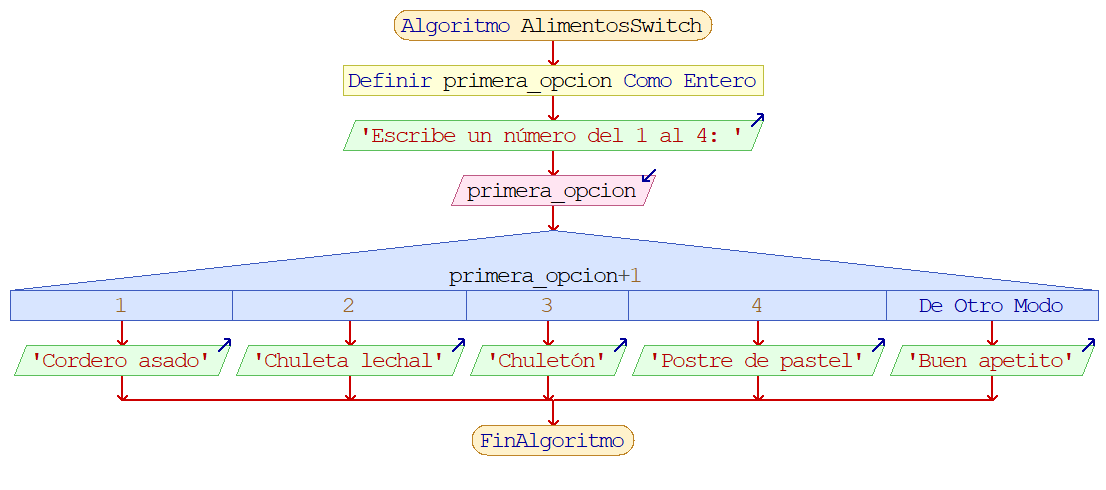 Algoritmo AlimentosSwitch
Definir primera_opcion Como Entero
'Escribe un número del 1 al 4: '
primera_opcion
primera_opcion+1
1 2 3 4 De Otro Modo
'Cordero asado' 'Chuleta lechal' 'Chuletón' 'Postre de pastel' 'Buen apetito'
FinAlgoritmo